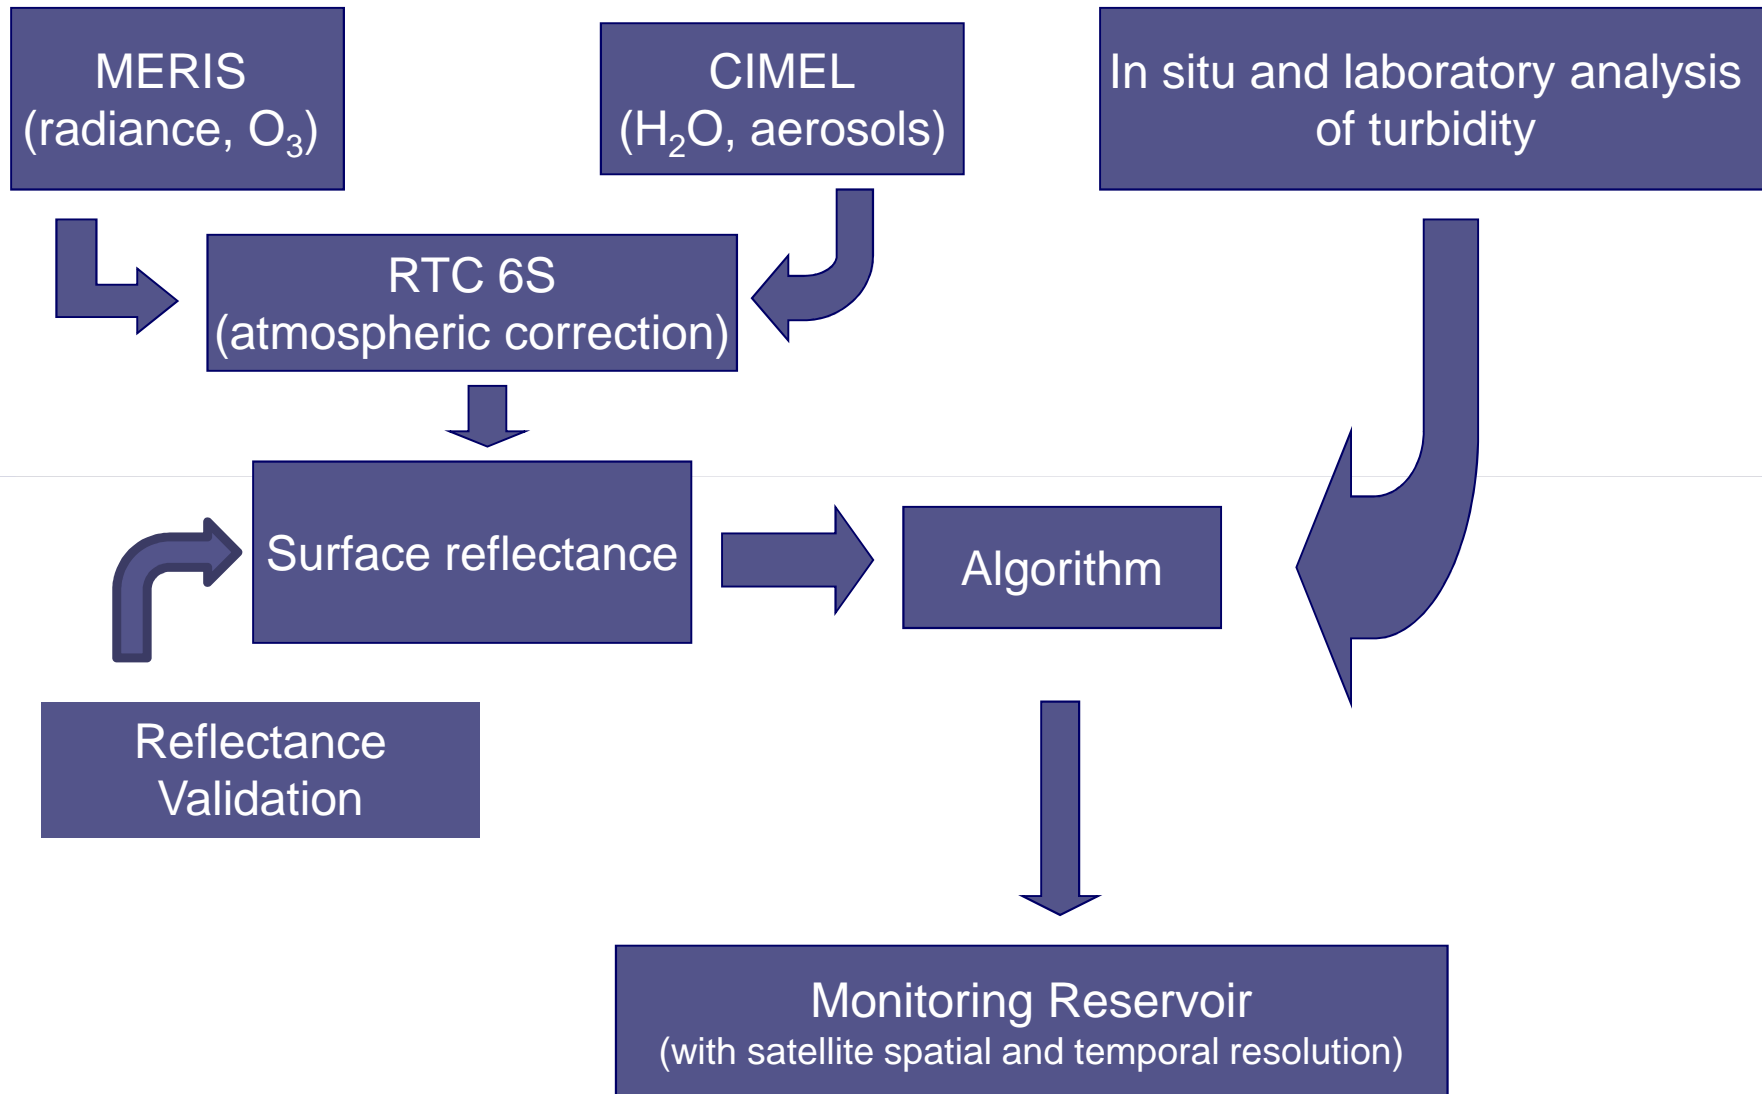 MERIS
(radiance, O₃)
CIMEL
(H₂O, aerosols)
In situ and laboratory analysis
of turbidity
RTC 6S
(atmospheric correction)
Surface reflectance
Algorithm
Reflectance
Validation
Monitoring Reservoir
(with satellite spatial and temporal resolution)